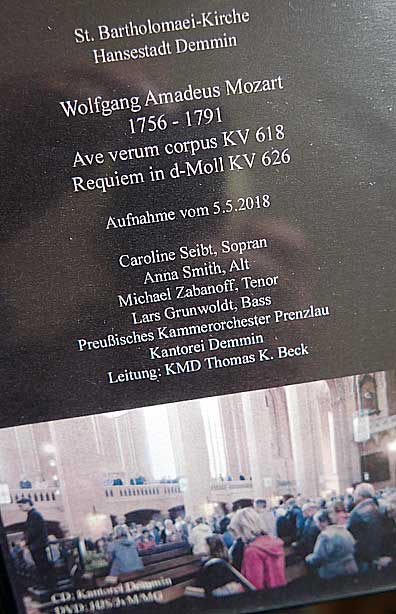 St. Bartholomaei-Kirche
Hansestadt Demmin
Wolfgang Amadeus Mozart
1756 - 1791
Ave verum corpus KV 618
Requiem in d-Moll KV 626
Aufnahme vom 5.5.2018
Caroline Seibt, Sopran
Anna Smith, Alt
Michael Zabanoff, Tenor
Lars Grunwoldt, Bass
Preußisches Kammerorchester Prenzlau
Kantorei Demmin
Leitung: KMD Thomas K. Beck
CD: Kantorei Demmin
DVD: